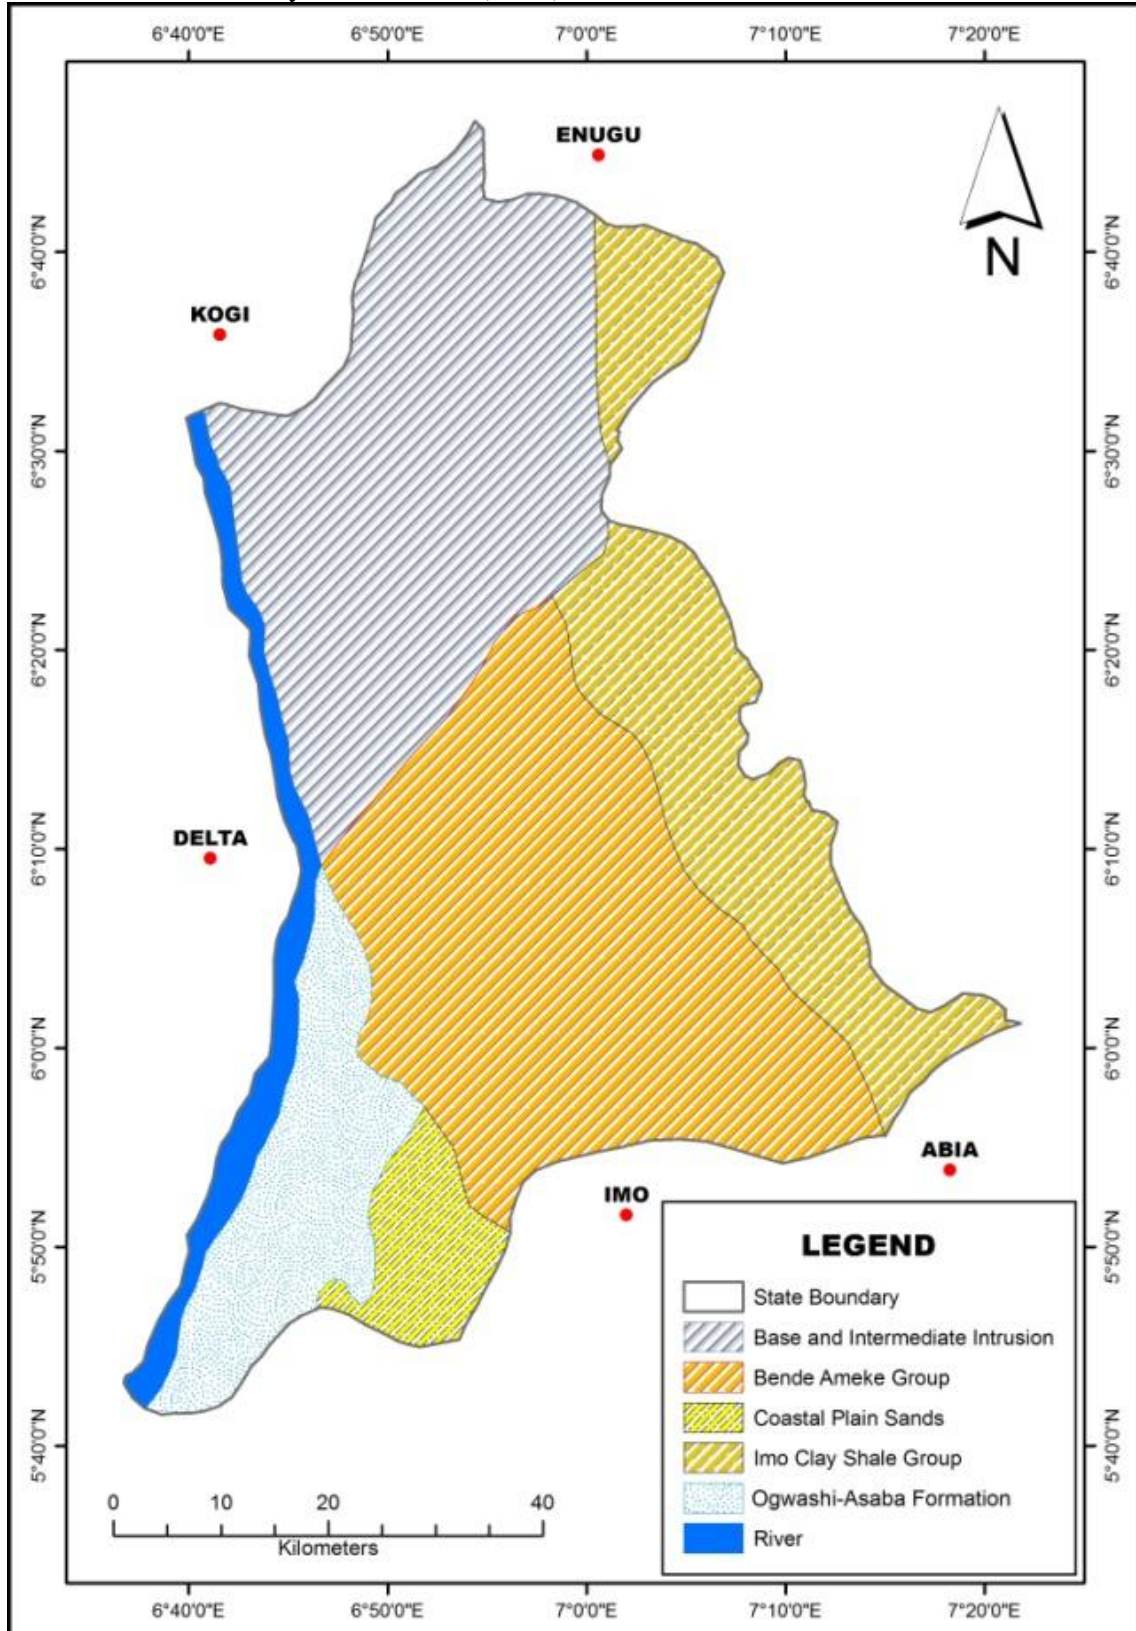 6°40'0"E 6°50'0"E 7°0'0"E 7°10'0"E 7°20'0"E
ENUGU
N
6°40'0"N 6°40'0"N
KOGI
6°30'0"N 6°30'0"N
6°20'0"N 6°20'0"N
DELTA
6°10'0"N 6°10'0"N
6°0'0"N 6°0'0"N
ABIA
IMO
5°50'0"N 5°50'0"N
LEGEND
State Boundary
Base and Intermediate Intrusion
Bende Ameke Group
Coastal Plain Sands
5°40'0"N 5°40'0"N
Imo Clay Shale Group
Ogwashi-Asaba Formation
River
0 10 20 40
Kilometers
6°40'0"E 6°50'0"E 7°0'0"E 7°10'0"E 7°20'0"E